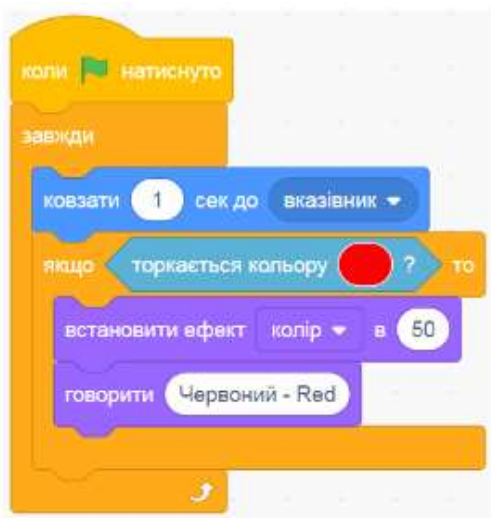 коли натиснуто
завжди
ковзати 1 сек до вказівник
якщо торкається кольору ? то
встановити ефект колір в 50
говорити Червоний - Red